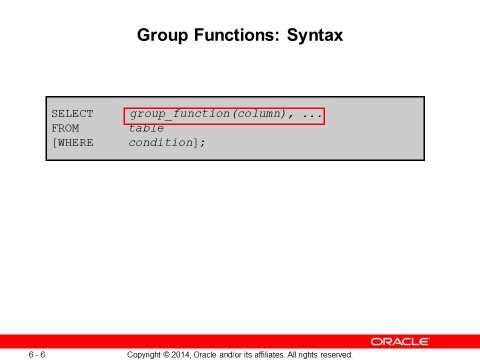 Group Functions: Syntax
SELECT group_function(column), ...
FROM table
[WHERE condition];
ORACLE
6 - 6 Copyright © 2014, Oracle and/or its affiliates. All rights reserved.